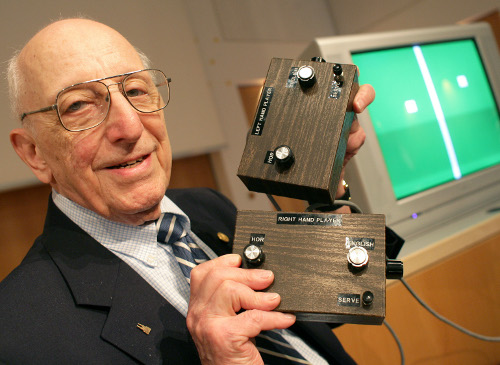 LEFT HAND PLAYER
HOR
RIGHT HAND PLAYER
HOR
ENGLISH
SERVE